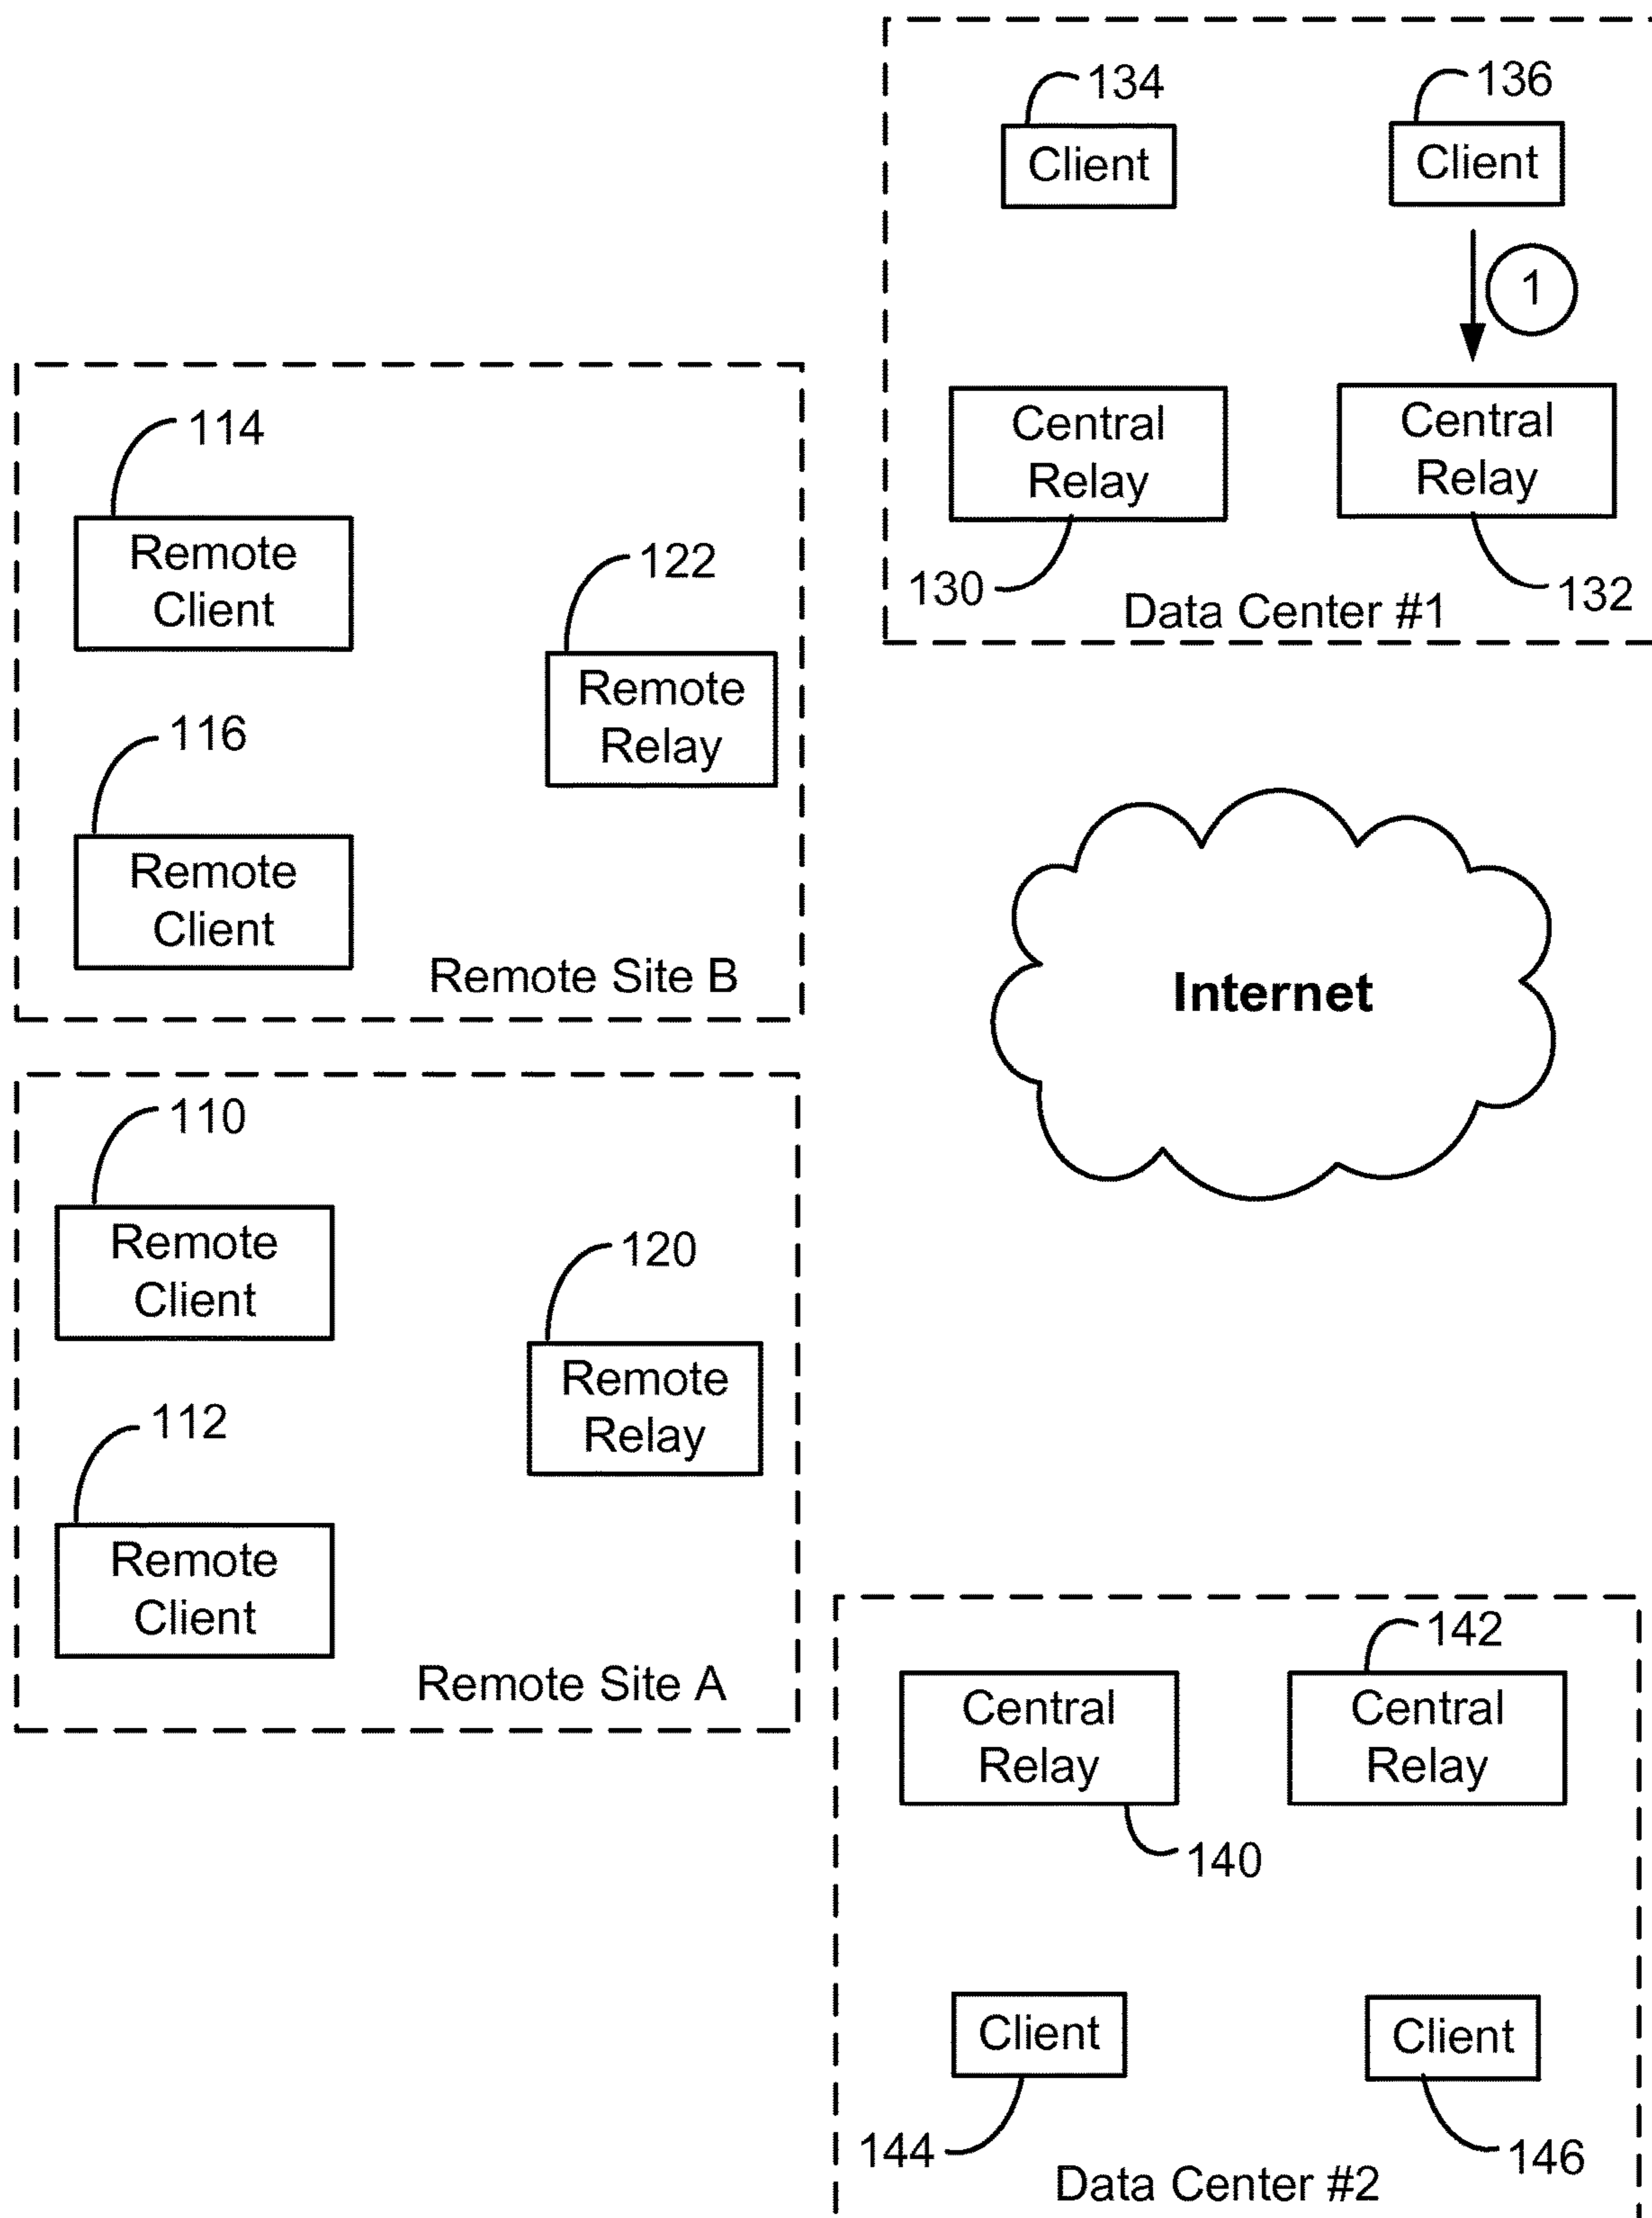 134
136
Client
Client
1
Central
Relay
Central
Relay
130
132
Data Center #1
114
Remote
Client
122
Remote
Relay
116
Remote
Client
Remote Site B
Internet
110
Remote
Client
120
Remote
Relay
112
Remote
Client
Remote Site A
142
Central
Relay
Central
Relay
140
Client
Client
144
146
Data Center #2